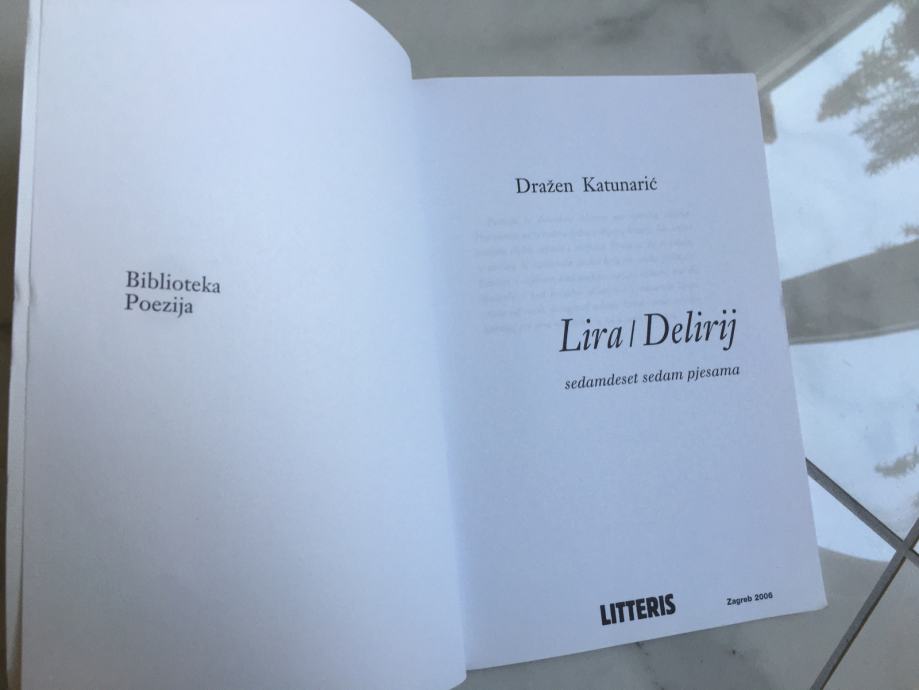 Biblioteka
Poezija
Dražen Katunarić
Lira | Delirij
sedamdeset sedam pjesama
LITTERIS
Zagreb 2006